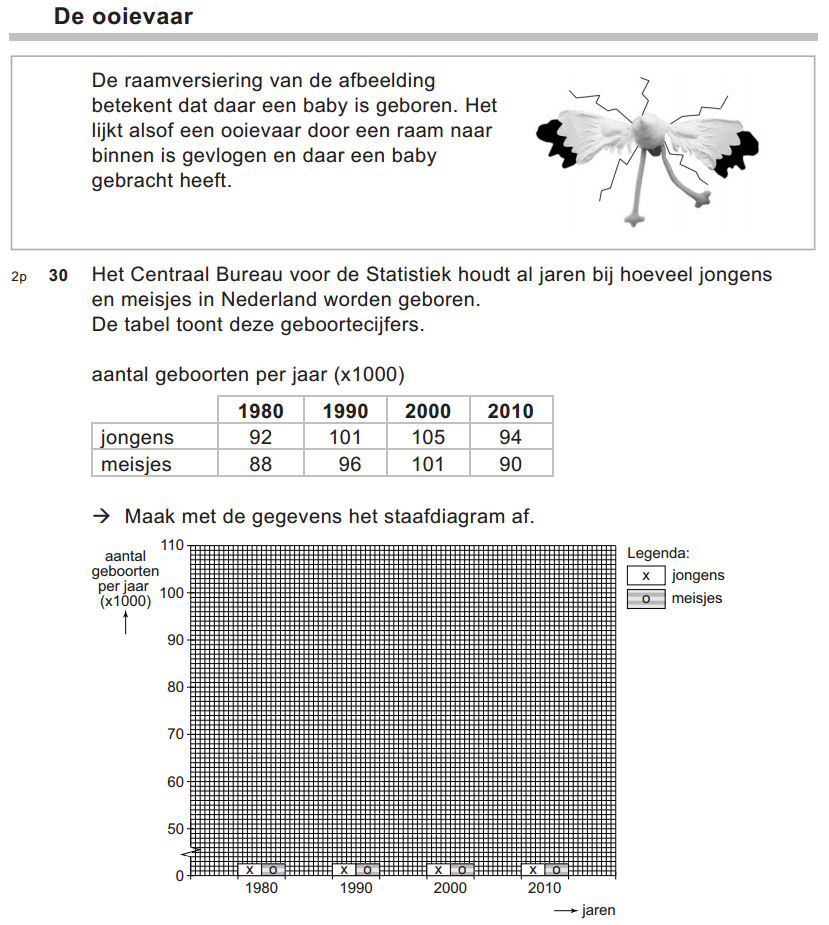 De ooievaar
De raamversiering van de afbeelding
betekent dat daar een baby is geboren. Het
lijkt alsof een ooievaar door een raam naar
binnen is gevlogen en daar een baby
gebracht heeft.
2p 30 Het Centraal Bureau voor de Statistiek houdt al jaren bij hoeveel jongens
en meisjes in Nederland worden geboren.
De tabel toont deze geboortecijfers.
aantal geboorten per jaar (x1000)
1980 1990 2000 2010
jongens 92 101 105 94
meisjes 88 96 101 90
→ Maak met de gegevens het staafdiagram af.
aantal
geboorten
per jaar
(x1000)
110
100
90
80
70
60
50
0
x o x o x o x o
1980 1990 2000 2010
→ jaren
Legenda:
x jongens
o meisjes